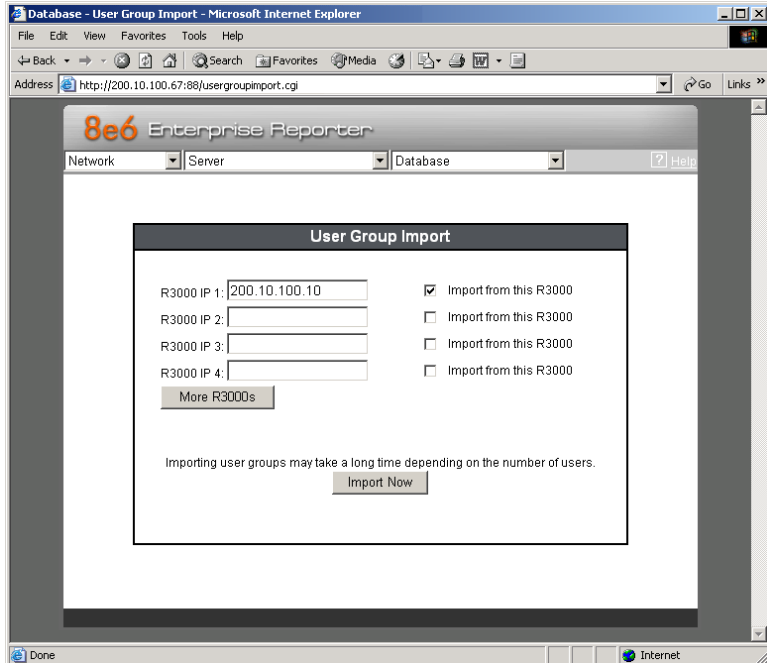 Database - User Group Import - Microsoft Internet Explorer
File Edit View Favorites Tools Help
Back Search Favorites Media
Address http://200.10.100.67:88/usergroupimport.cgi Go Links »
8e6 Enterprise Reporter
Network Server Database ? Help
User Group Import
R3000 IP 1: 200.10.100.10 Import from this R3000
R3000 IP 2: Import from this R3000
R3000 IP 3: Import from this R3000
R3000 IP 4: Import from this R3000
More R3000s
Importing user groups may take a long time depending on the number of users.
Import Now
Done Internet